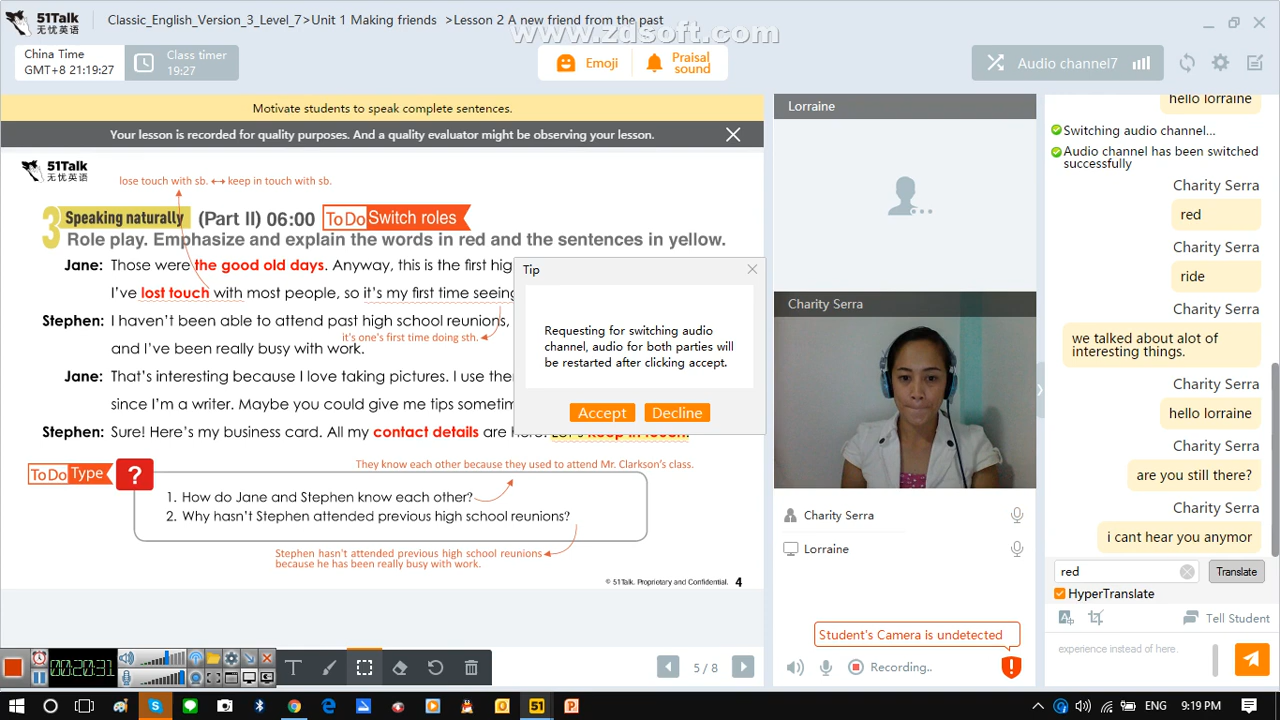 51Talk
无忧英语
Classic_English_Version_3_Level_7>Unit 1 Making friends >Lesson 2 A new friend from the past
www.zdsoft.com
China Time
GMT+8 21:19:27
Class timer
19:27
Emoji
Praisal
sound
Audio channel7
Motivate students to speak complete sentences.
Your lesson is recorded for quality purposes. And a quality evaluator might be observing your lesson.
51Talk
无忧英语
lose touch with sb. ↔ keep in touch with sb.
3 Speaking naturally (Part II) 06:00 To Do Switch roles
Role play. Emphasize and explain the words in red and the sentences in yellow.
Jane: Those were the good old days. Anyway, this is the first hig
I've lost touch with most people, so it's my first time seeing
Stephen: I haven't been able to attend past high school reunions,
it's one's first time doing sth.
and I've been really busy with work.
Jane: That's interesting because I love taking pictures. I use the
since I'm a writer. Maybe you could give me tips sometim
Stephen: Sure! Here's my business card. All my contact details are here! Let's keep in touch!
Tip
Requesting for switching audio
channel, audio for both parties will
be restarted after clicking accept.
Accept
Decline
To Do Type ?
They know each other because they used to attend Mr. Clarkson's class.
1. How do Jane and Stephen know each other?
2. Why hasn't Stephen attended previous high school reunions?
Stephen hasn't attended previous high school reunions
because he has been really busy with work.
© 51Talk. Proprietary and Confidential. 4
00:20:31
T
5 / 8
Lorraine
Charity Serra
Charity Serra
Lorraine
Student's Camera is undetected
Recording..
hello lorraine
Switching audio channel...
Audio channel has been switched
successfully
Charity Serra
red
Charity Serra
ride
Charity Serra
we talked about alot of
interesting things.
Charity Serra
hello lorraine
Charity Serra
are you still there?
Charity Serra
i cant hear you anymor
red
Translate
HyperTranslate
Tell Student
experience instead of here.
51
ENG
9:19 PM